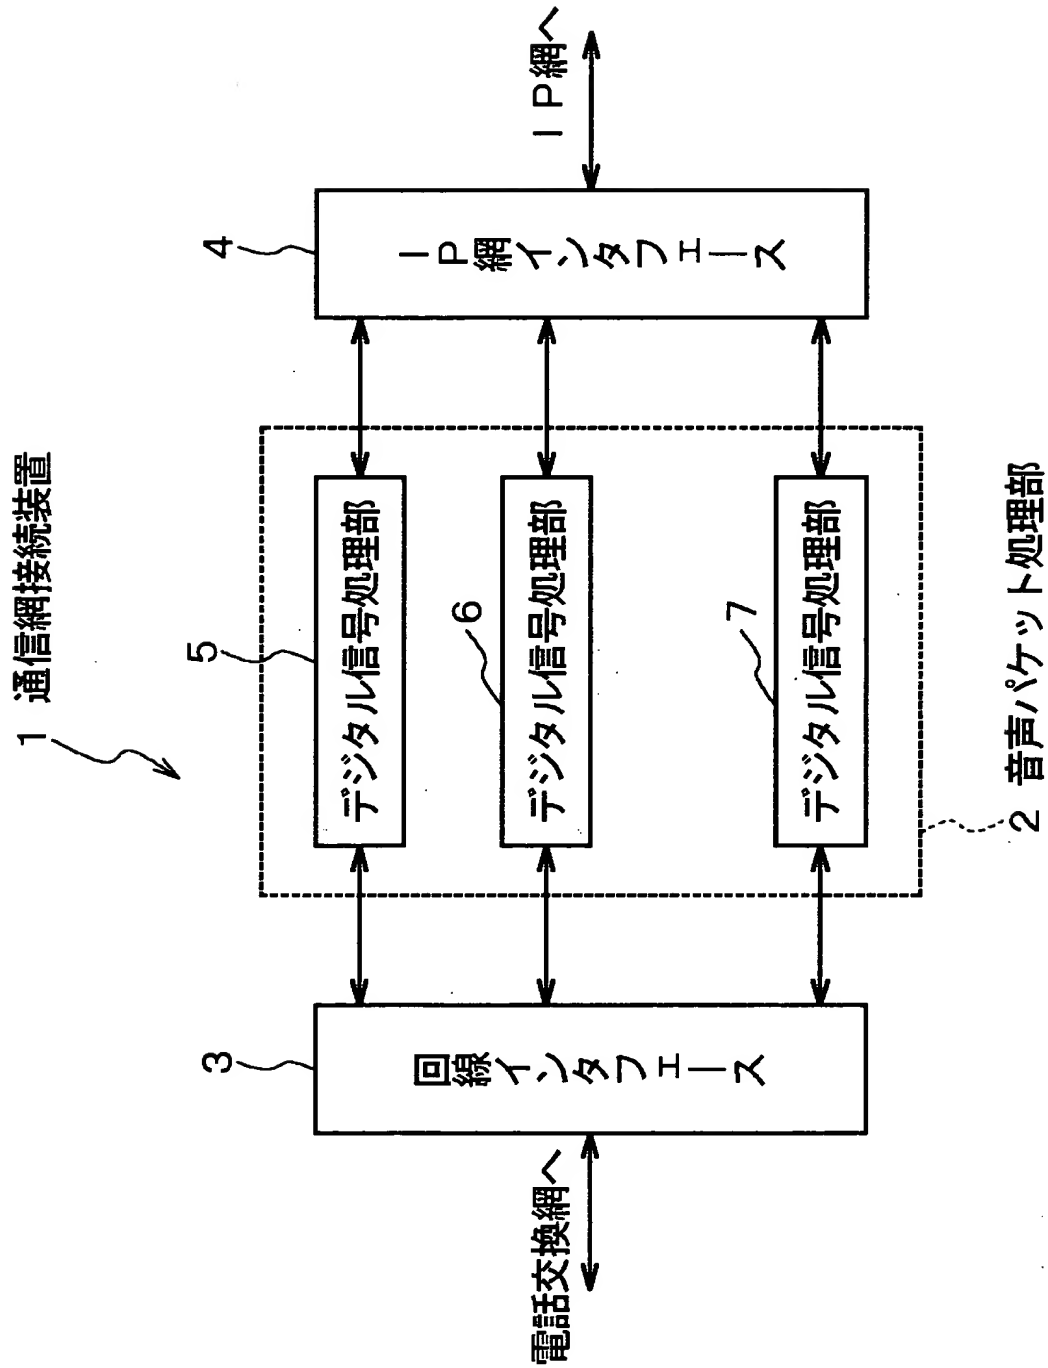 1 通信網接続装置
5
デジタル信号処理部
6
デジタル信号処理部
7
デジタル信号処理部
2 音声パケット処理部
3
回線インタフェース
電話交換網へ
4
IP網インタフェース
IP網へ